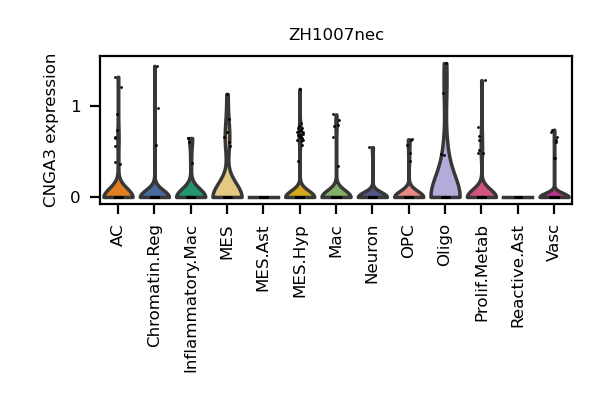 ZH1007nec
CNGA3 expression
1
0
AC
Chromatin.Reg
Inflammatory.Mac
MES
MES.Ast
MES.Hyp
Mac
Neuron
OPC
Oligo
Prolif.Metab
Reactive.Ast
Vasc